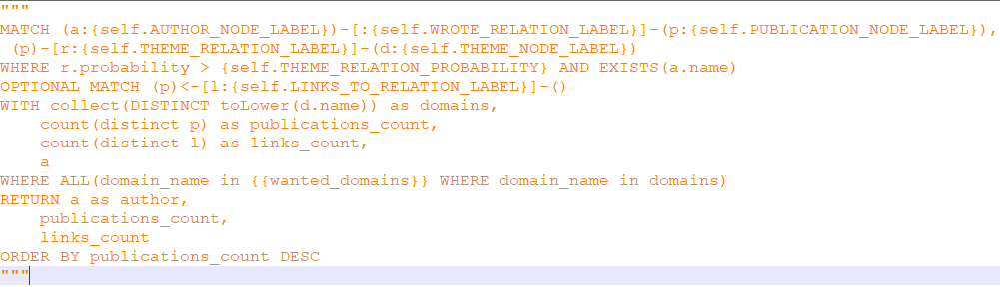 """
MATCH (a:{self.AUTHOR_NODE_LABEL})-[:{self.WROTE_RELATION_LABEL}]-(p:{self.PUBLICATION_NODE_LABEL}),
(p)-[r:{self.THEME_RELATION_LABEL}]-(d:{self.THEME_NODE_LABEL})
WHERE r.probability > {self.THEME_RELATION_PROBABILITY} AND EXISTS(a.name)
OPTIONAL MATCH (p)<-[l:{self.LINKS_TO_RELATION_LABEL}]-()
WITH collect(DISTINCT toLower(d.name)) as domains,
    count(distinct p) as publications_count,
    count(distinct l) as links_count,
    a
WHERE ALL(domain_name in {{wanted_domains}} WHERE domain_name in domains)
RETURN a as author,
    publications_count,
    links_count
ORDER BY publications_count DESC
"""